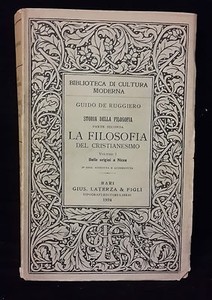 BIBLIOTECA DI CULTURA
MODERNA
GUIDO DE RUGGIERO
STORIA DELLA FILOSOFIA
PARTE SECONDA
LA FILOSOFIA
DEL CRISTIANESIMO
VOLUME I
Dalle origini a Nicea
BARI
GIUS. LATERZA & FIGLI